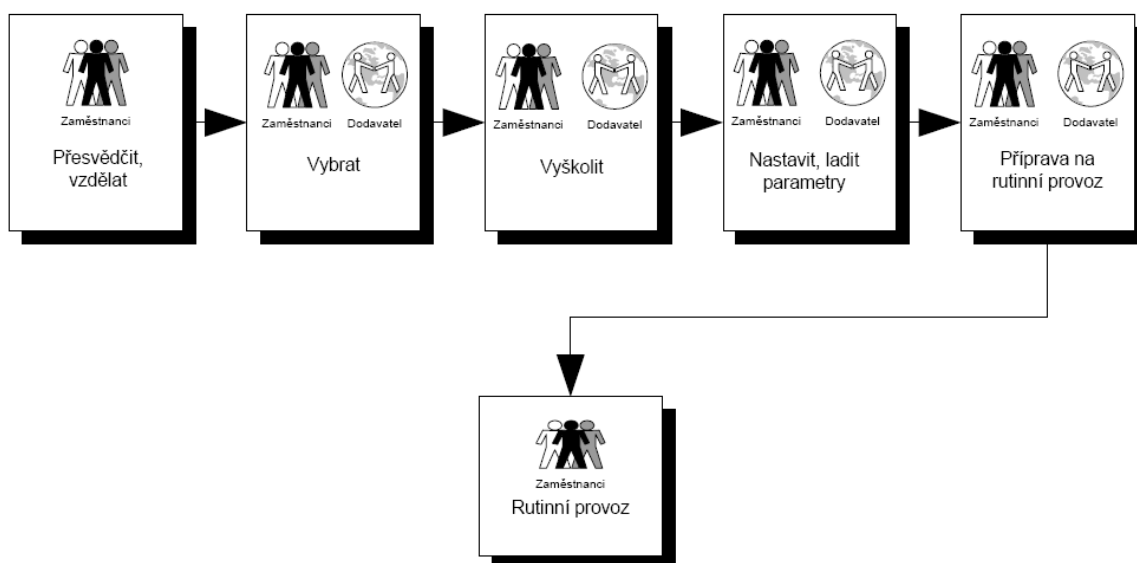 Zaměstnanci
Přesvědčit,
vzdělat
Zaměstnanci Dodavatel
Vybrat
Zaměstnanci Dodavatel
Vyškolit
Zaměstnanci Dodavatel
Nastavit, ladit
parametry
Zaměstnanci Dodavatel
Příprava na
rutinní provoz
Zaměstnanci
Rutinní provoz